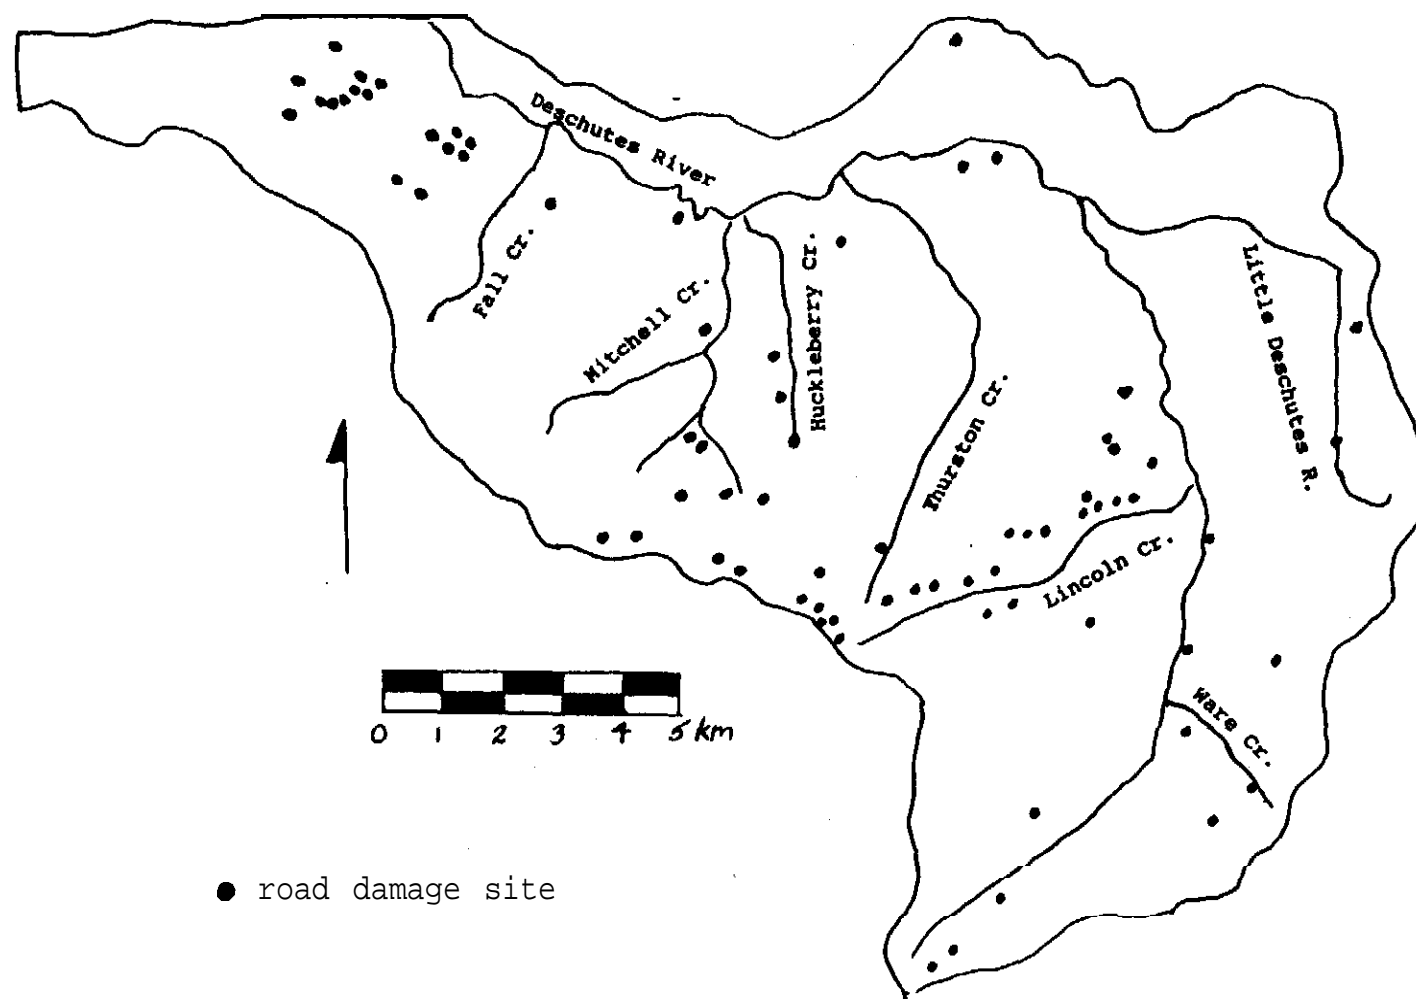 Deschutes River
Fall Cr.
Mitchell Cr.
Huckleberry Cr.
Thurston Cr.
Little Deschutes R.
Lincoln Cr.
Ware Cr.
0 1 2 3 4 5 km
road damage site